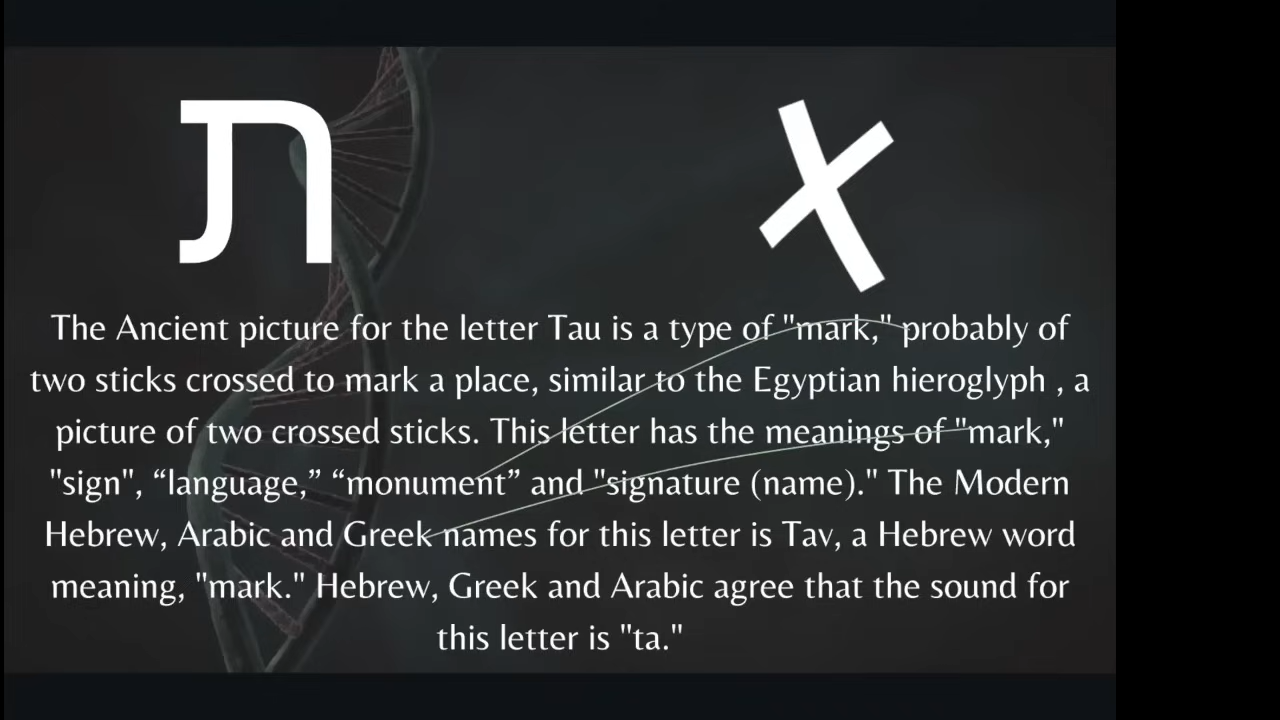 ת 𐤕
The Ancient picture for the letter Tau is a type of "mark," probably of
two sticks crossed to mark a place, similar to the Egyptian hieroglyph , a
picture of two crossed sticks. This letter has the meanings of "mark,"
"sign", “language,” “monument” and "signature (name)." The Modern
Hebrew, Arabic and Greek names for this letter is Tav, a Hebrew word
meaning, "mark." Hebrew, Greek and Arabic agree that the sound for
this letter is "ta."